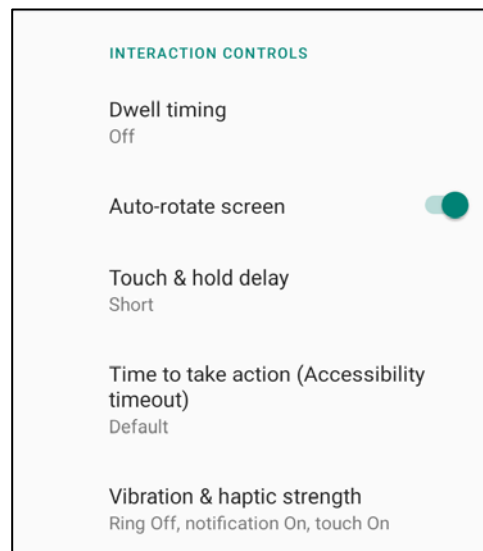 INTERACTION CONTROLS
Dwell timing
Off
Auto-rotate screen
Touch & hold delay
Short
Time to take action (Accessibility
timeout)
Default
Vibration & haptic strength
Ring Off, notification On, touch On